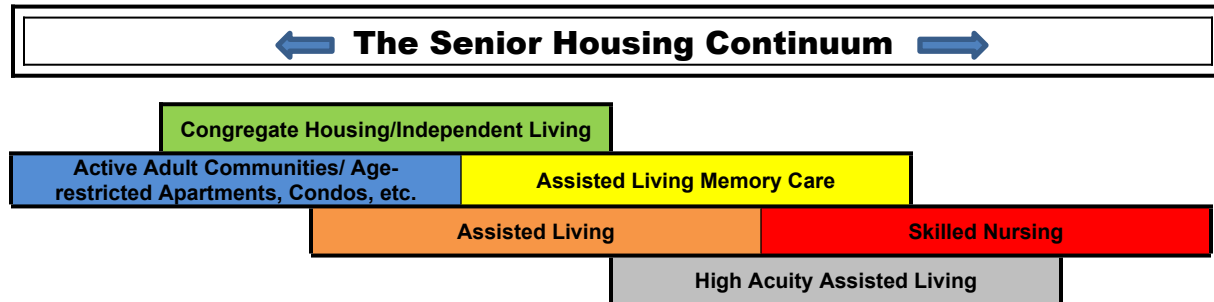 The Senior Housing Continuum
Congregate Housing/Independent Living
Active Adult Communities/ Age-
restricted Apartments, Condos, etc.
Assisted Living Memory Care
Assisted Living
Skilled Nursing
High Acuity Assisted Living